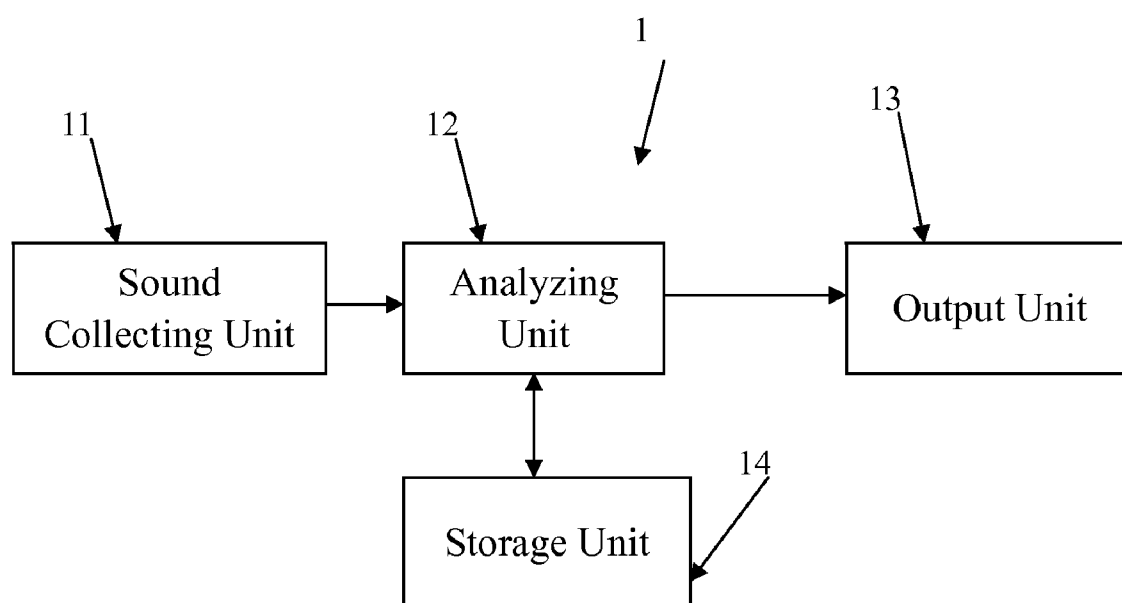 1
11
12
13
Sound
Collecting Unit
Analyzing
Unit
Output Unit
14
Storage Unit